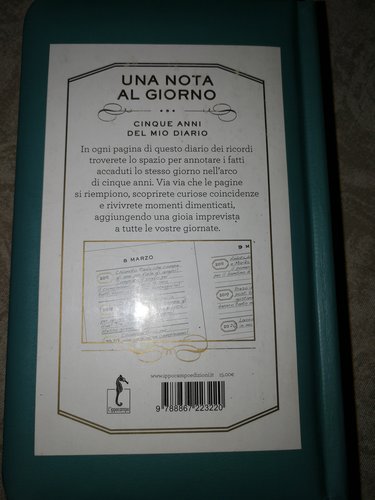 UNA NOTA
AL GIORNO
CINQUE ANNI
DEL MIO DIARIO
In ogni pagina di questo diario dei ricordi
troverete lo spazio per annotare i fatti
accaduti lo stesso giorno nell'arco
di cinque anni. Via via che le pagine
si riempiono, scoprirete curiose coincidenze
e rivivrete momenti dimenticati,
aggiungendo una gioia imprevista
a tutte le vostre giornate.
8 MARZO
9 M
www.ippocampoedizioni.it 15,00€
9 788867 223220